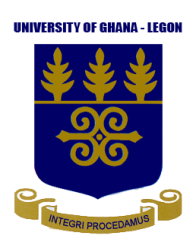 UNIVERSITY OF GHANA - LEGON
INTEGRI PROCEDAMUS